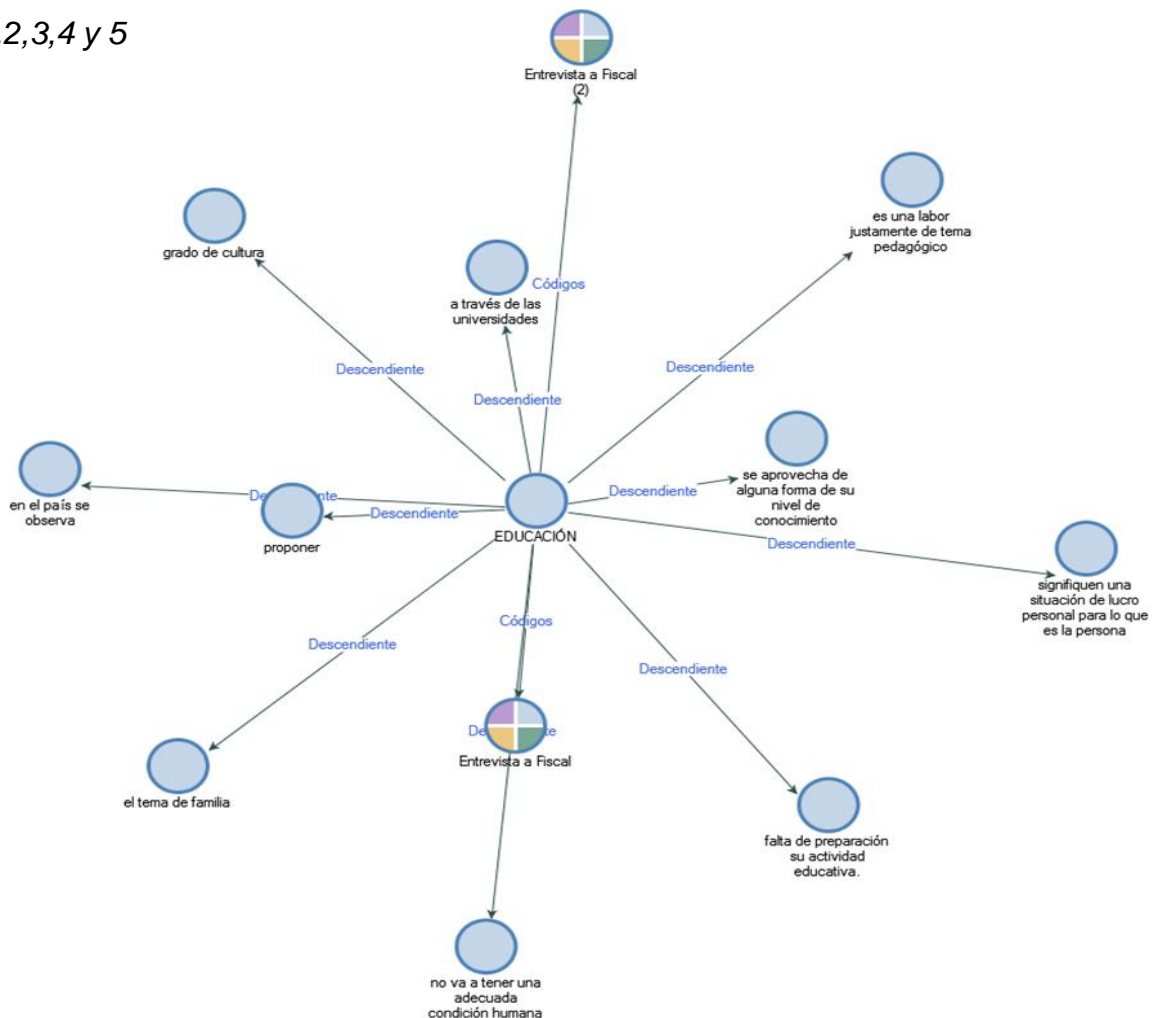 .2,3,4 y 5
Entrevista a Fiscal
(2)
es una labor
justamente de tema
pedagógico
grado de cultura
a través de las
universidades
Códigos
Descendiente
Descendiente
Descendiente
se aprovecha de
alguna forma de su
nivel de
conocimiento
Descendiente
en el país se
observa
proponer
Descendiente
EDUCACIÓN
Descendiente
signifiquen una
situación de lucro
personal para lo que
es la persona
Códigos
Descendiente
Descendiente
Entrevista a Fiscal
el tema de familia
falta de preparación
su actividad
educativa.
no va a tener una
adecuada
condición humana